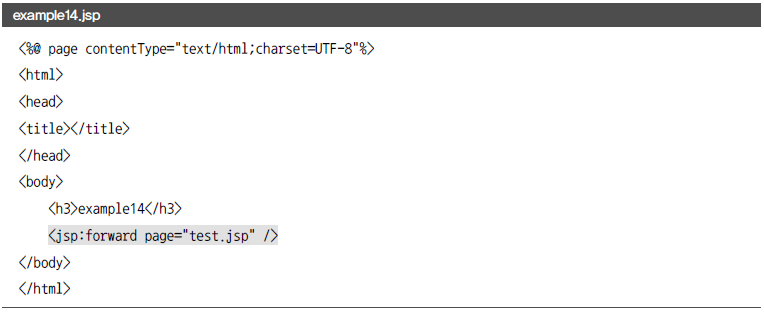 example14.jsp
<%@ page contentType="text/html;charset=UTF-8"%>
<html>
<head>
<title></title>
</head>
<body>
<h3>example14</h3>
<jsp:forward page="test.jsp" />
</body>
</html>